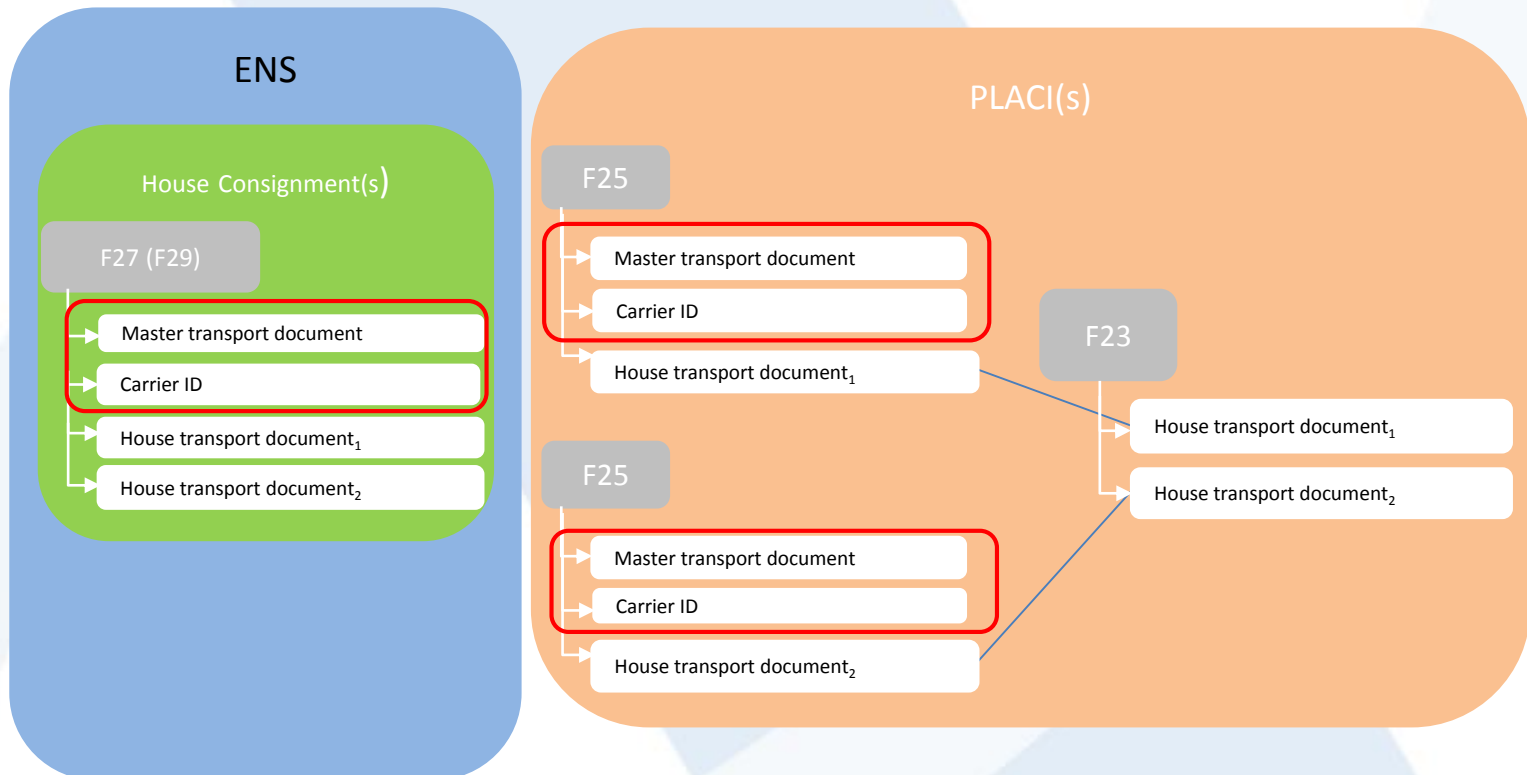 ENS
House Consignment(s)
F27 (F29)
Master transport document
Carrier ID
House transport document₁
House transport document₂
PLACI(s)
F25
Master transport document
Carrier ID
House transport document₁
F25
Master transport document
Carrier ID
House transport document₂
F23
House transport document₁
House transport document₂